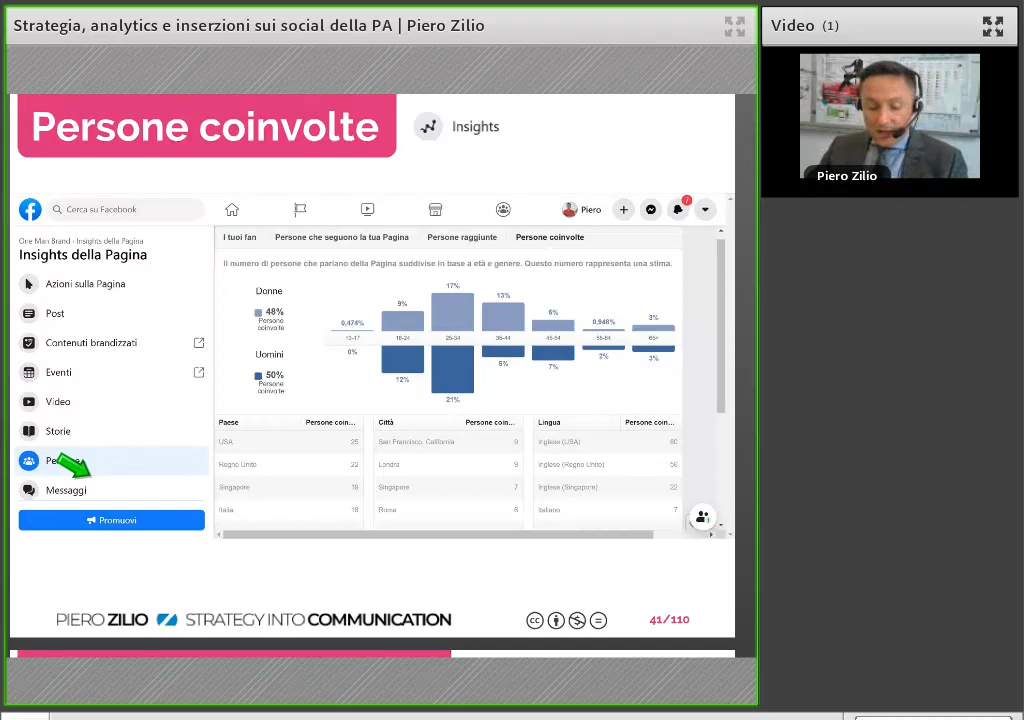 Strategia, analytics e inserzioni sui social della PA | Piero Zilio
Video (1)
Piero Zilio
Persone coinvolte
Insights
Cerca su Facebook
Piero
7
One Man Brand › Insights della Pagina
Insights della Pagina
Azioni sulla Pagina
Post
Contenuti brandizzati
Eventi
Video
Storie
Messaggi
Promuovi
I tuoi fan
Persone che seguono la tua Pagina
Persone raggiunte
Persone coinvolte
Il numero di persone che parlano della Pagina suddivise in base a età e genere. Questo numero rappresenta una stima.
Donne
48%
Persone
coinvolte
Uomini
50%
Persone
coinvolte
0,474% 9% 17% 13% 0,948% 3%
13-17 18-24 25-34 35-44 45-54 55-64 65+
0% 12% 21% 7% 2% 3%
Paese Persone coin...
USA 25
Regno Unito 22
Singapore 19
Italia 18
Città Persone coin...
San Francisco, California 9
Londra 9
Singapore 7
Roma 6
Lingua Persone coin...
Inglese (USA)
Inglese (Regno Unito)
Inglese (Singapore) 22
Italiano 7
PIERO ZILIO STRATEGY INTO COMMUNICATION
cc
41/110